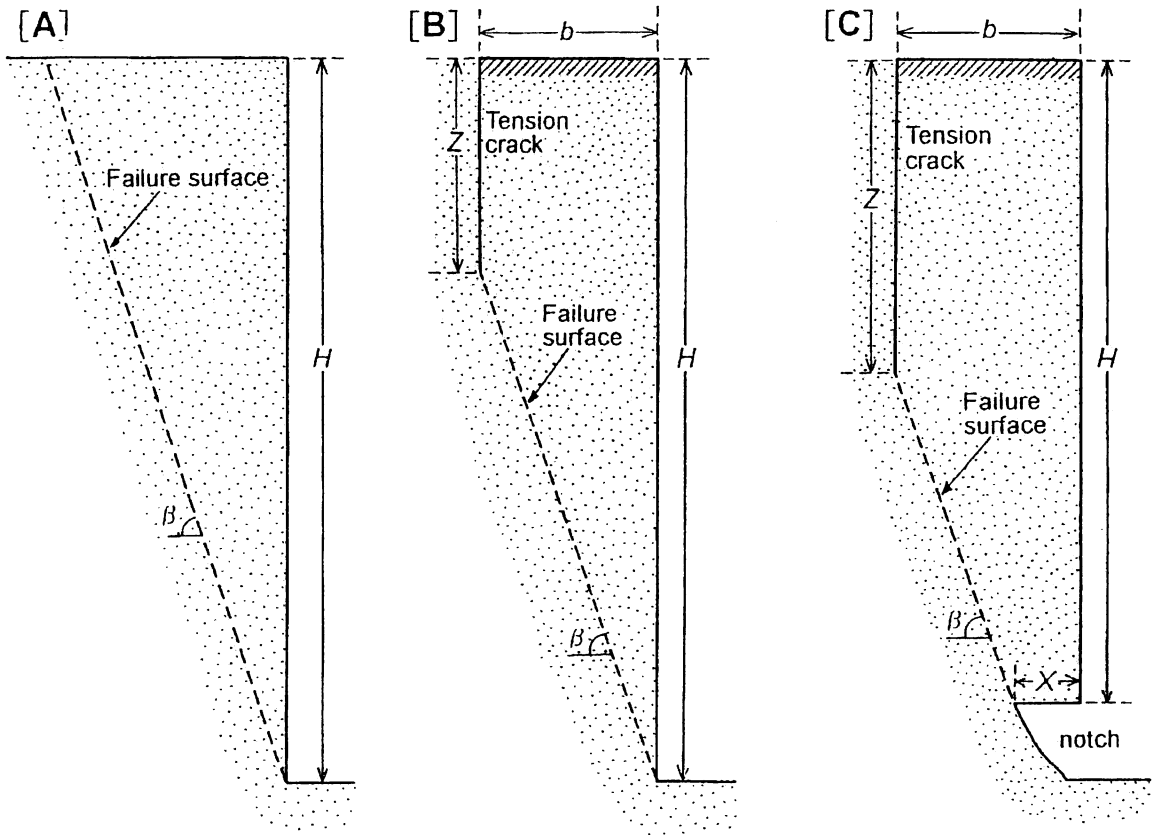 [A]
Failure surface
β
H
[B]
b
Z
Tension
crack
Failure
surface
H
β
[C]
b
Z
Tension
crack
H
Failure
surface
β
X
notch